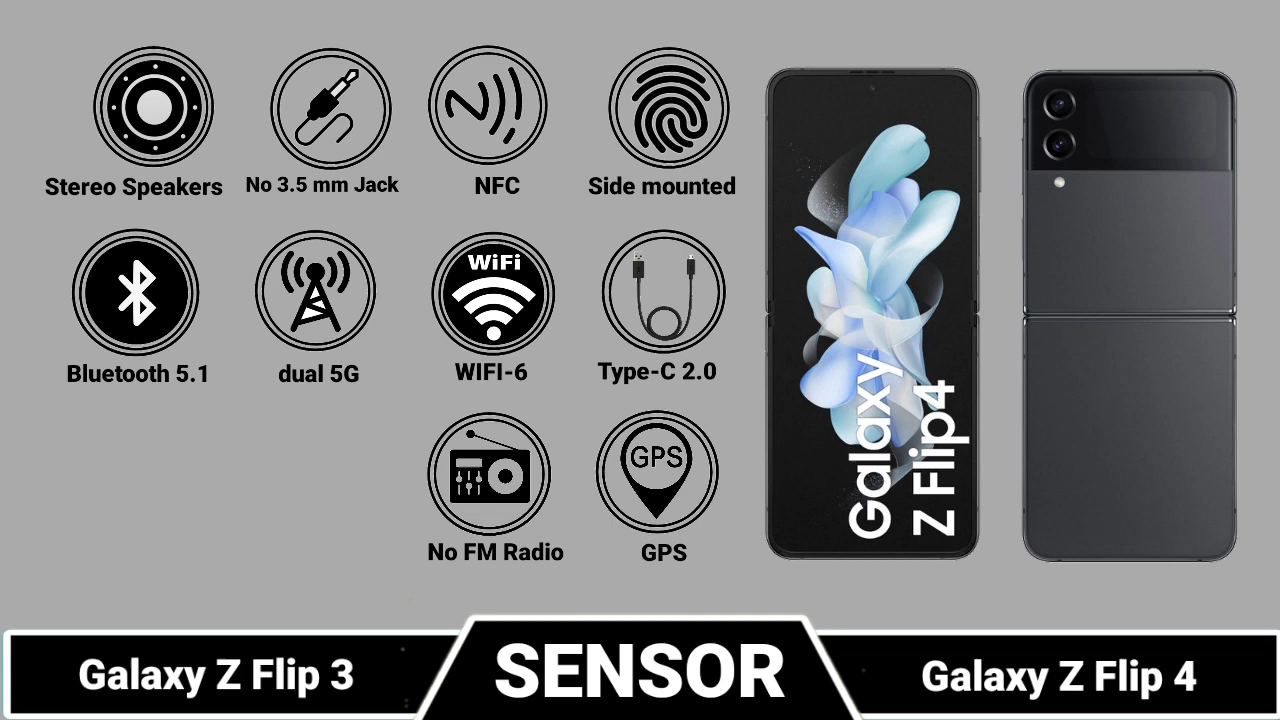 Stereo Speakers
No 3.5 mm Jack
NFC
Side mounted
Bluetooth 5.1
dual 5G
WiFi
WIFI-6
Type-C 2.0
No FM Radio
GPS
GPS
Galaxy
Z Flip4
Galaxy Z Flip 3
SENSOR
Galaxy Z Flip 4